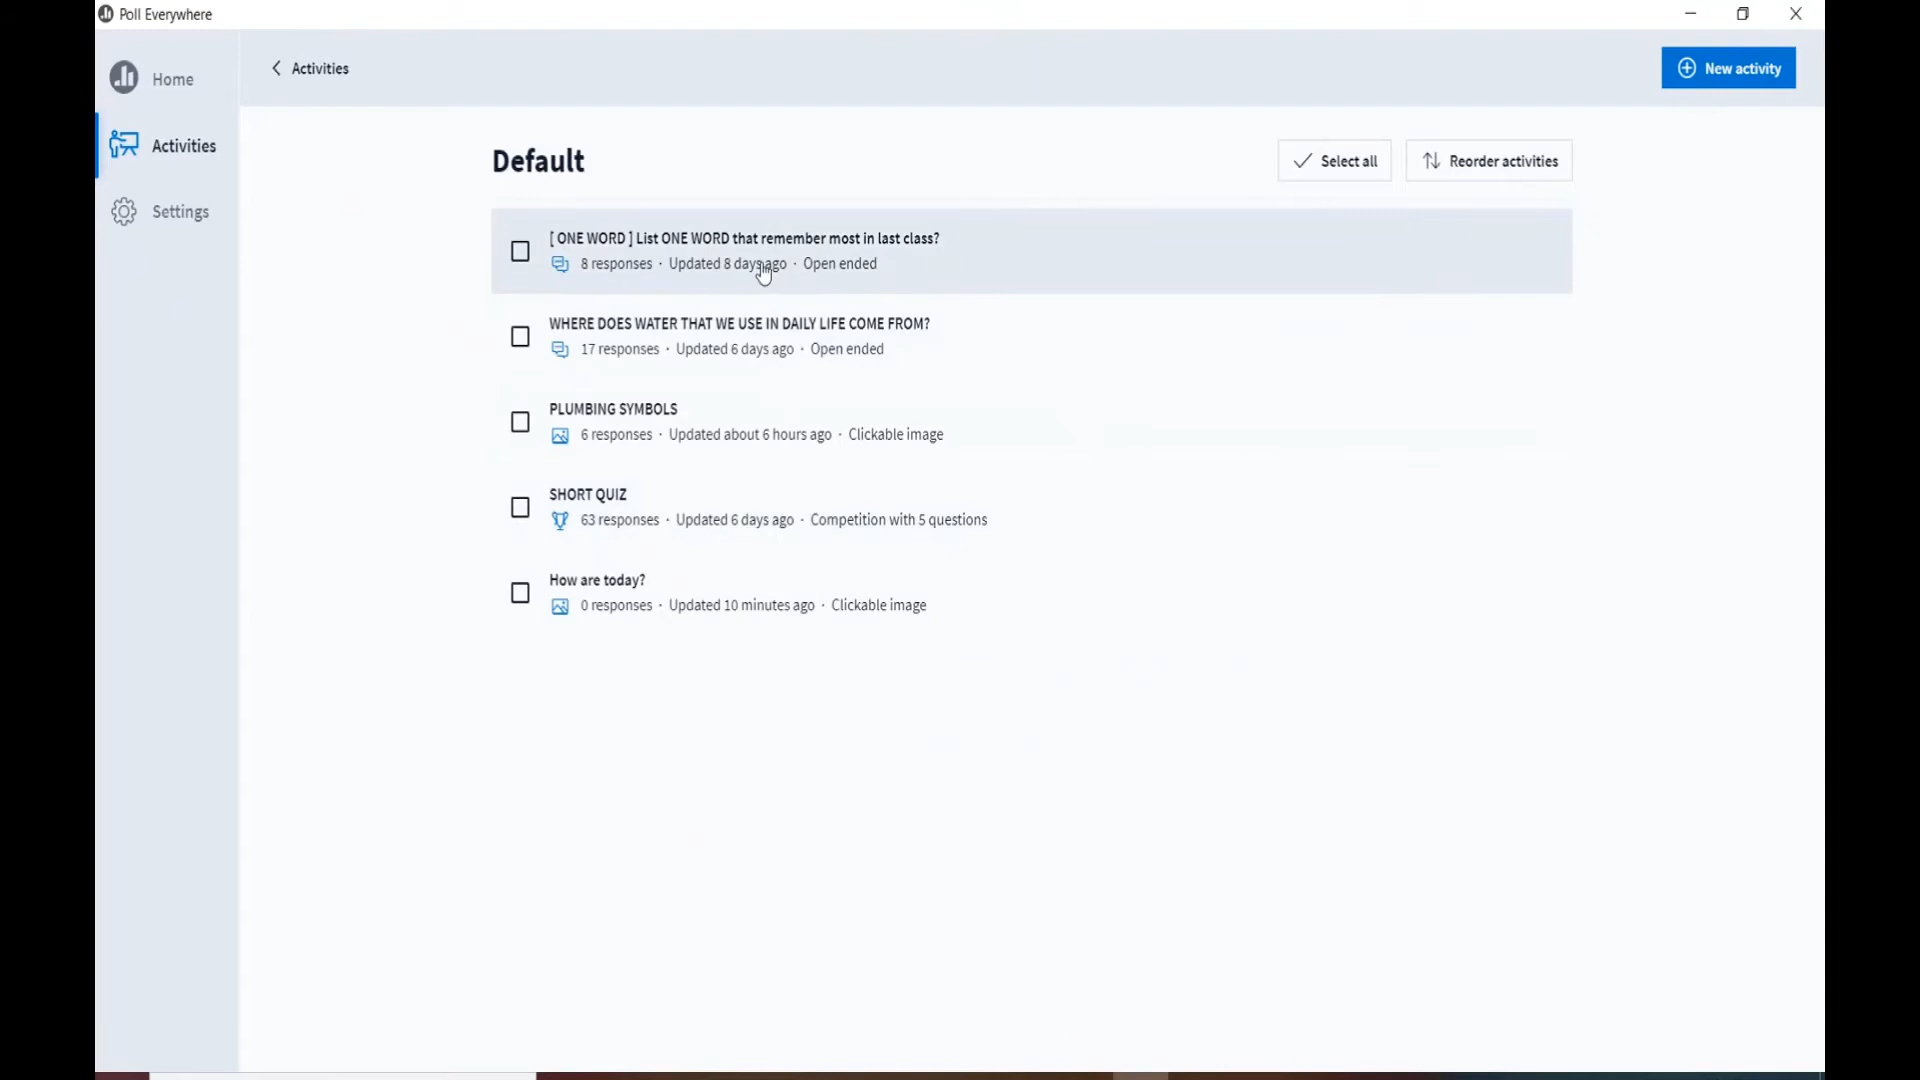 Poll Everywhere
Home
Activities
New activity
Activities
Settings
Default
Select all
Reorder activities
[ ONE WORD ] List ONE WORD that remember most in last class?
8 responses · Updated 8 days ago · Open ended
WHERE DOES WATER THAT WE USE IN DAILY LIFE COME FROM?
17 responses · Updated 6 days ago · Open ended
PLUMBING SYMBOLS
6 responses · Updated about 6 hours ago · Clickable image
SHORT QUIZ
63 responses · Updated 6 days ago · Competition with 5 questions
How are today?
0 responses · Updated 10 minutes ago · Clickable image